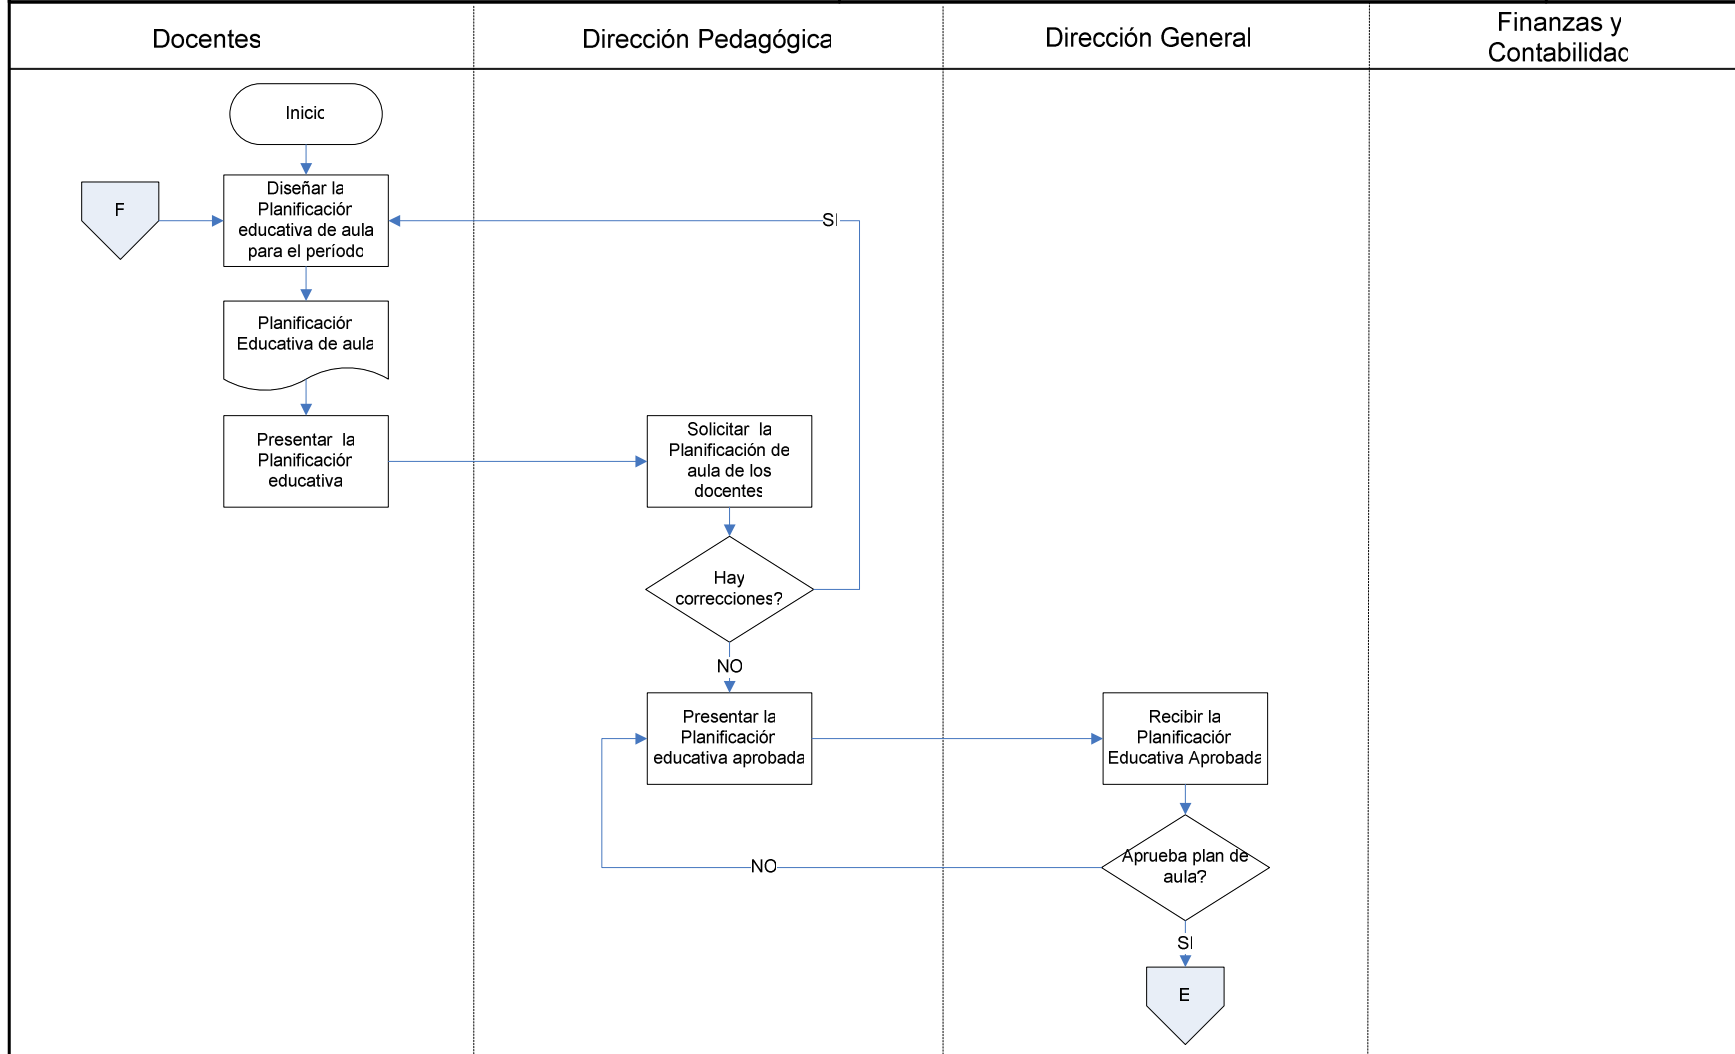 Docentes
Dirección Pedagógica
Dirección General
Finanzas y
Contabilidad
Inicio
F
Diseñar la
Planificación
educativa de aula
para el período
SI
Planificación
Educativa de aula
Presentar la
Planificación
educativa
Solicitar la
Planificación de
aula de los
docentes
Hay
correcciones?
NO
Presentar la
Planificación
educativa aprobada
Recibir la
Planificación
Educativa Aprobada
Aprueba plan de
aula?
NO
SI
E